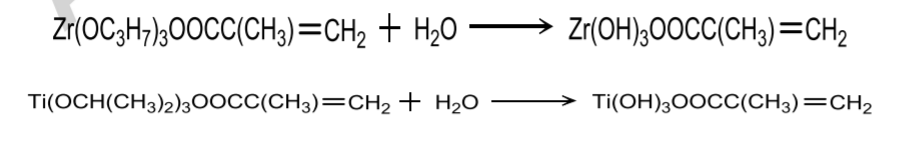 Zr(OC₃H₇)₃OOCC(CH₃)=CH₂ + H₂O ⟶ Zr(OH)₃OOCC(CH₃)=CH₂
Ti(OCH(CH₃)₂)₃OOCC(CH₃)=CH₂ + H₂O ⟶ Ti(OH)₃OOCC(CH₃)=CH₂